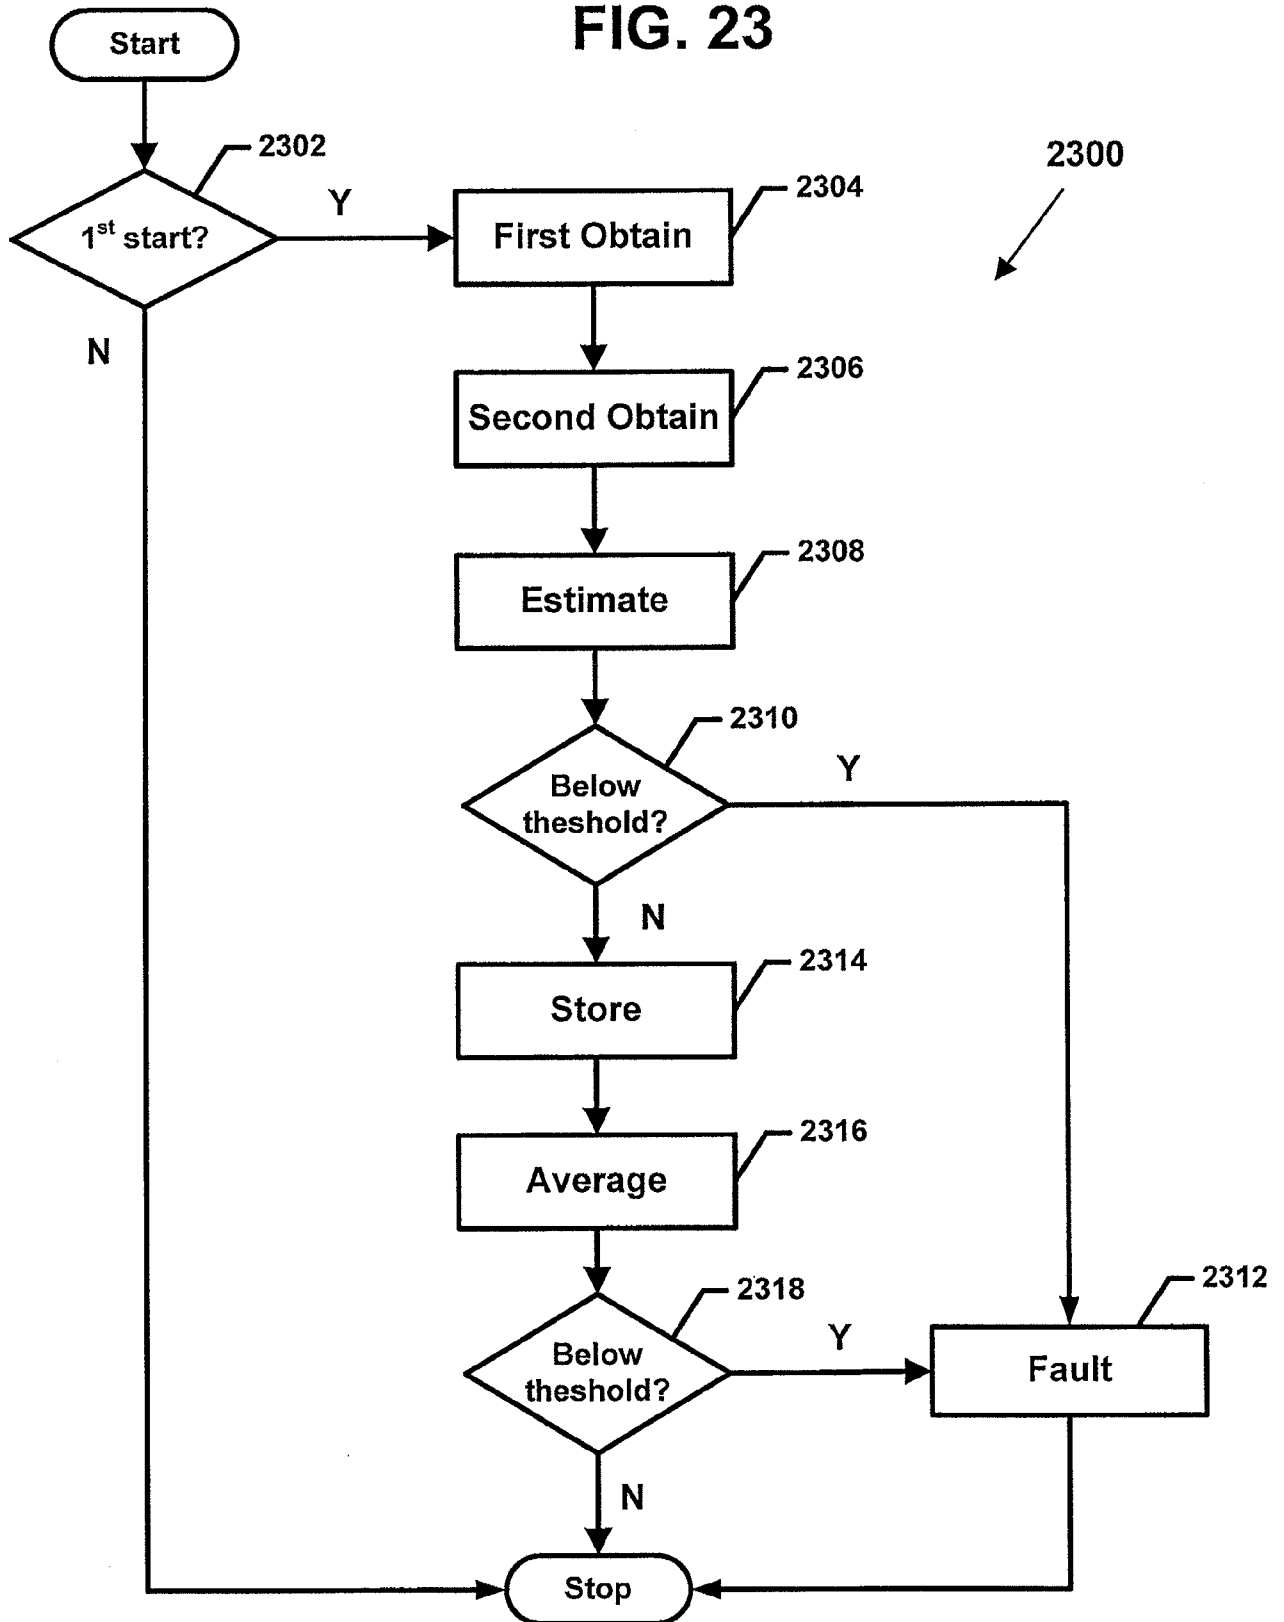 FIG. 23
Start
2302
2300
1st start?
Y
2304
First Obtain
N
2306
Second Obtain
2308
Estimate
2310
Below
theshold?
Y
N
2314
Store
2316
Average
2318
Below
theshold?
Y
2312
Fault
N
Stop